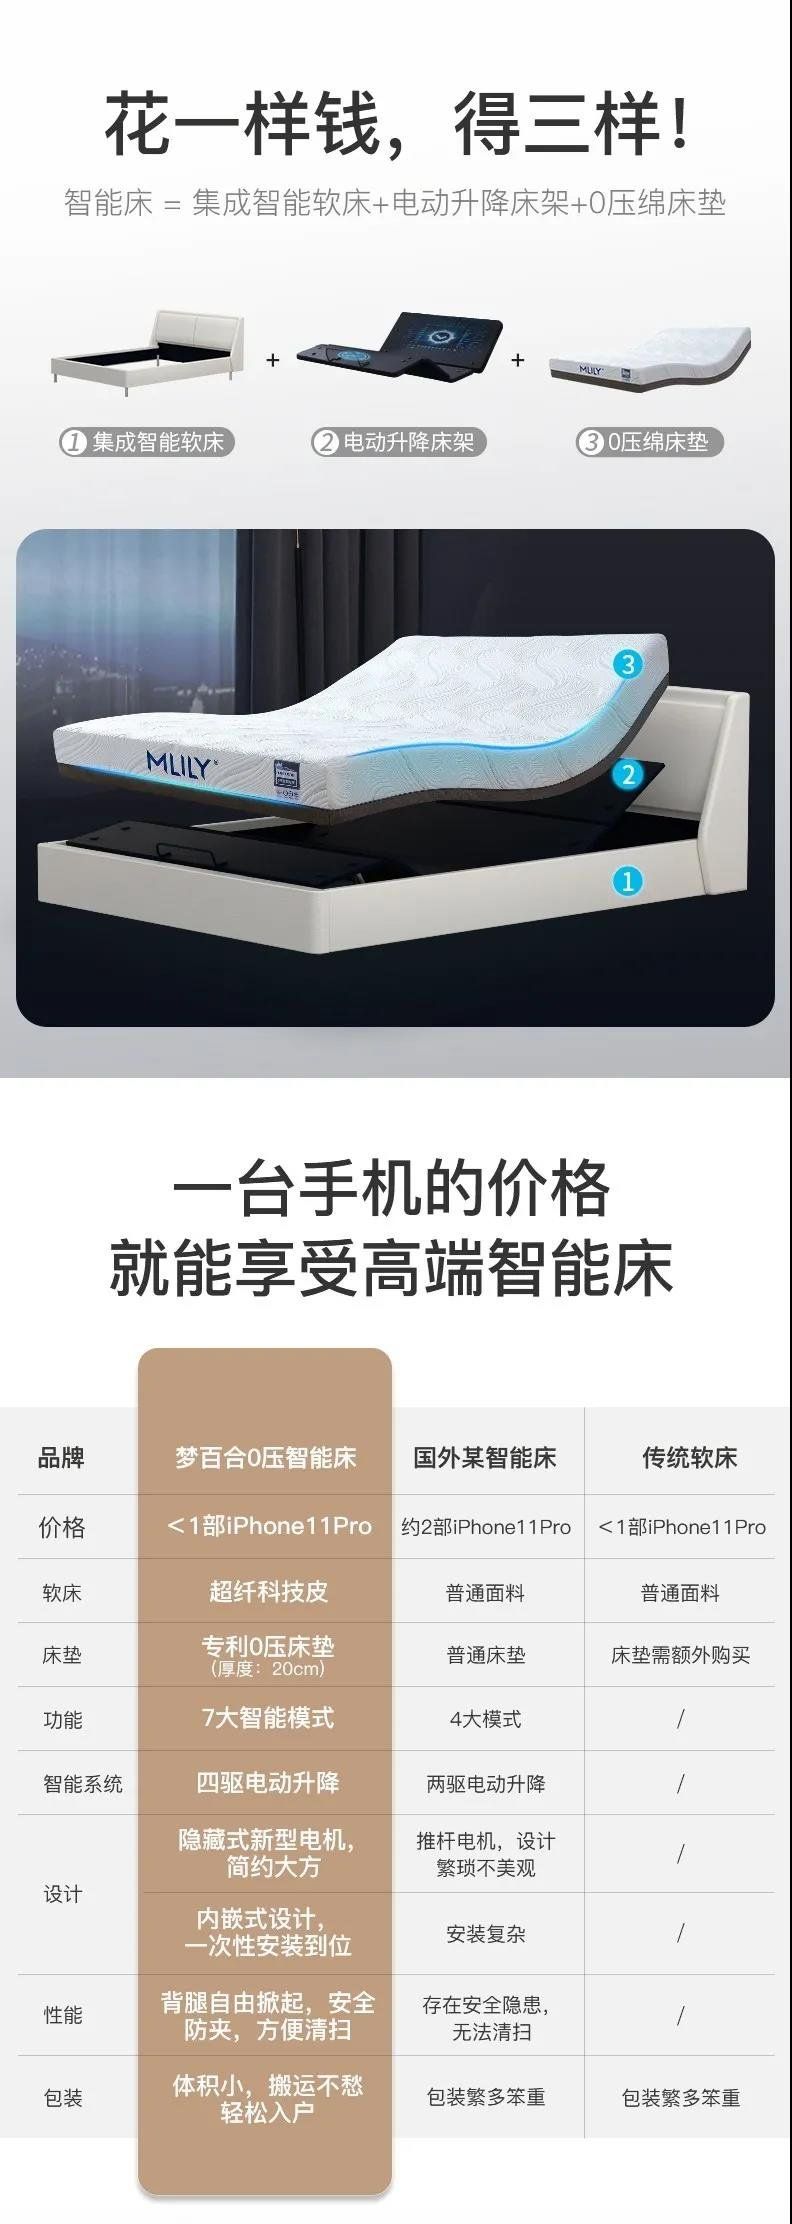 花一样钱，得三样！
智能床 = 集成智能软床+电动升降床架+0压绵床垫
+ +
MLILY
① 集成智能软床 ② 电动升降床架 ③ 0压绵床垫
3
MLILY
2
1
一台手机的价格
就能享受高端智能床
品牌 梦百合0压智能床 国外某智能床 传统软床
价格 <1部iPhone11Pro 约2部iPhone11Pro <1部iPhone11Pro
软床 超纤科技皮 普通面料 普通面料
床垫 专利0压床垫 普通床垫 床垫需额外购买
（厚度：20cm）
功能 7大智能模式 4大模式 /
智能系统 四驱电动升降 两驱电动升降 /
设计
隐藏式新型电机， 推杆电机，设计 /
简约大方 繁琐不美观
内嵌式设计， 安装复杂 /
一次性安装到位
性能 背腿自由掀起，安全 存在安全隐患， /
防夹，方便清扫 无法清扫
包装 体积小，搬运不愁 包装繁多笨重 包装繁多笨重
轻松入户